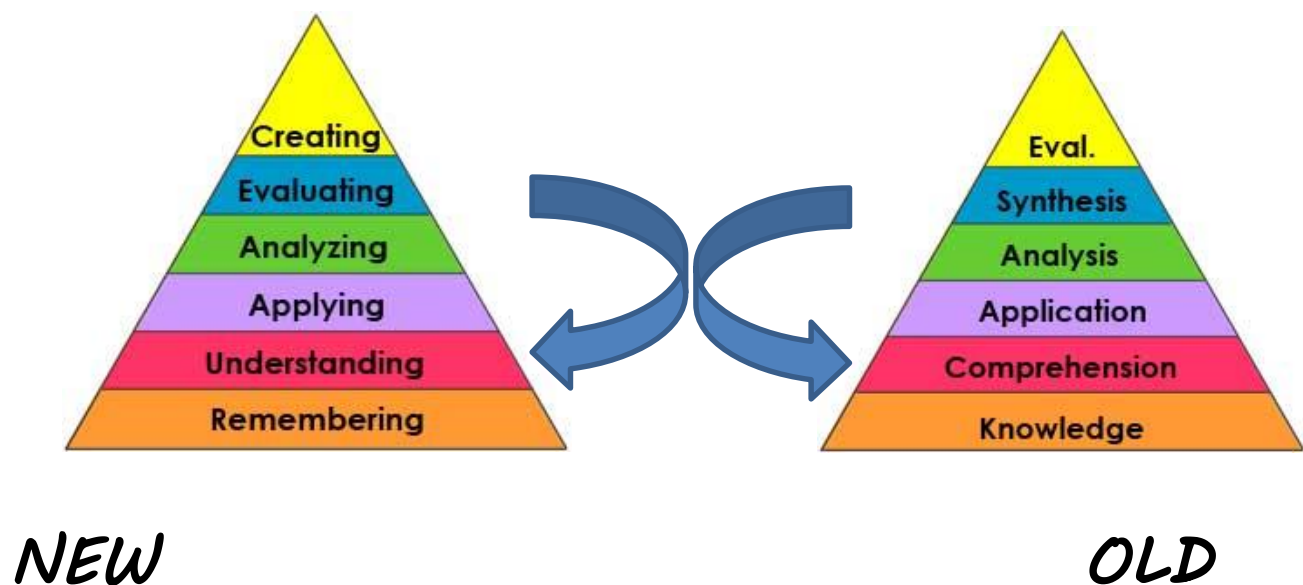 Creating
Evaluating
Analyzing
Applying
Understanding
Remembering
Eval.
Synthesis
Analysis
Application
Comprehension
Knowledge
NEW
OLD